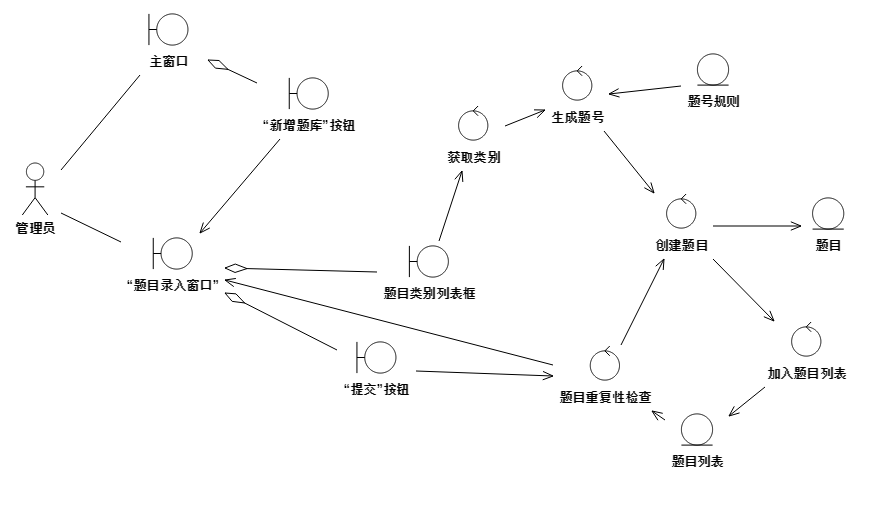 主窗口
“新增题库”按钮
生成题号
题号规则
获取类别
管理员
创建题目
题目
“题目录入窗口”
题目类别列表框
“提交”按钮
加入题目列表
题目重复性检查
题目列表